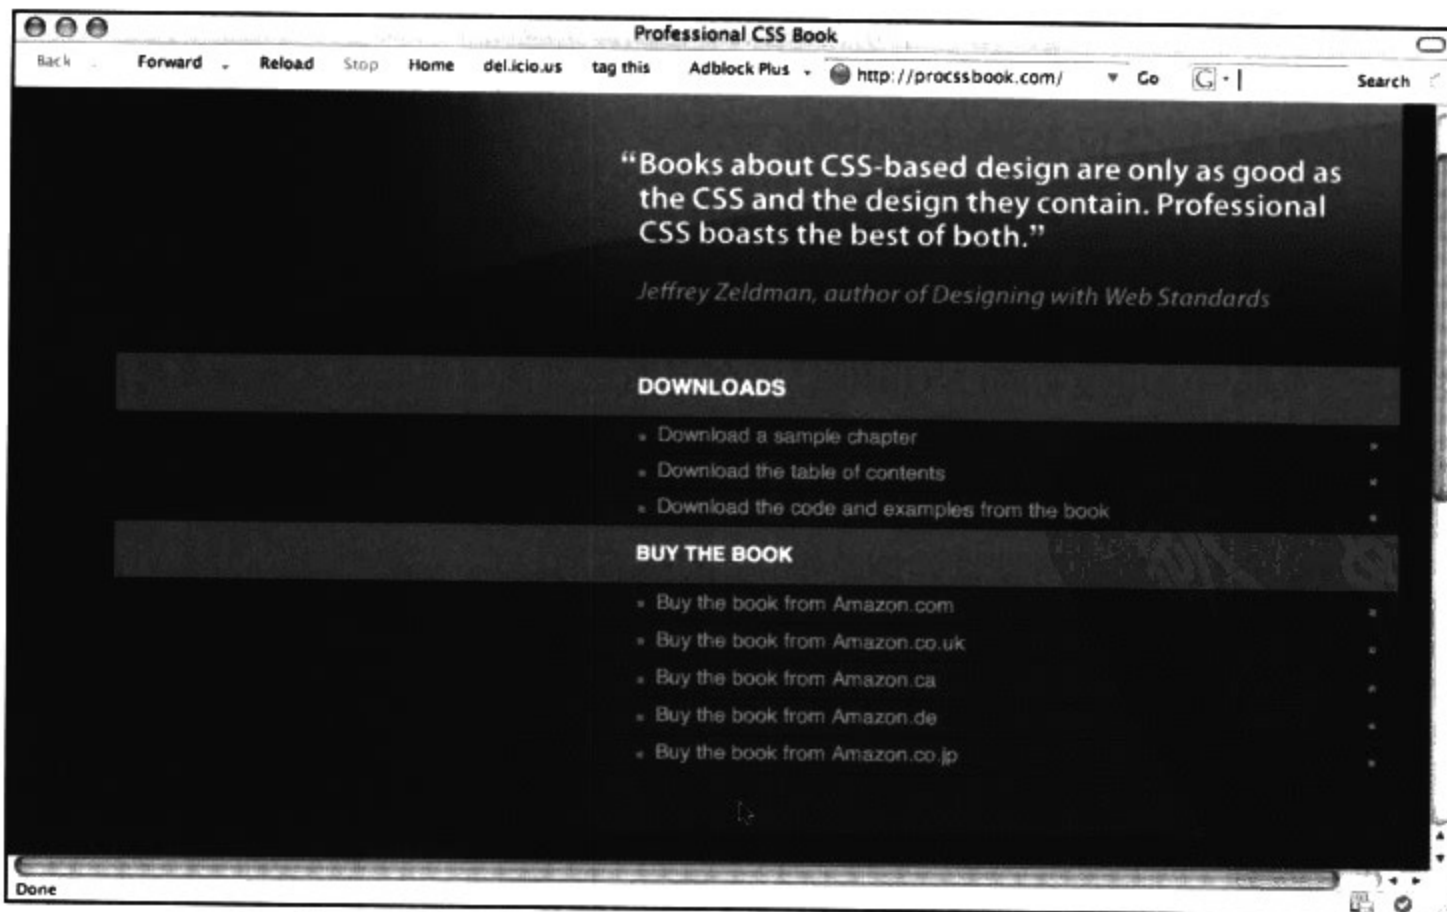 Professional CSS Book
Back Forward Reload Stop Home del.icio.us tag this Adblock Plus http://procssbook.com/ Go G Search
“Books about CSS-based design are only as good as
the CSS and the design they contain. Professional
CSS boasts the best of both.”
Jeffrey Zeldman, author of Designing with Web Standards
DOWNLOADS
Download a sample chapter
Download the table of contents
Download the code and examples from the book
BUY THE BOOK
Buy the book from Amazon.com
Buy the book from Amazon.co.uk
Buy the book from Amazon.ca
Buy the book from Amazon.de
Buy the book from Amazon.co.jp
Done